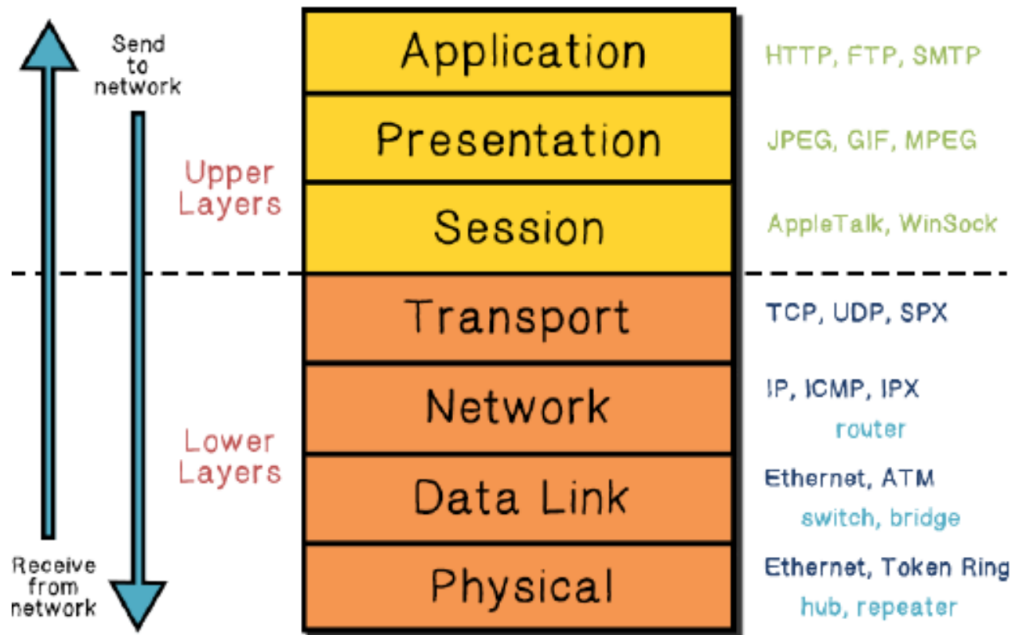 Send
to
network
Application
HTTP, FTP, SMTP
Presentation
JPEG, GIF, MPEG
Upper
Layers
Session
AppleTalk, WinSock
Transport
TCP, UDP, SPX
Network
IP, ICMP, IPX
router
Lower
Layers
Data Link
Ethernet, ATM
switch, bridge
Receive
from
network
Physical
Ethernet, Token Ring
hub, repeater